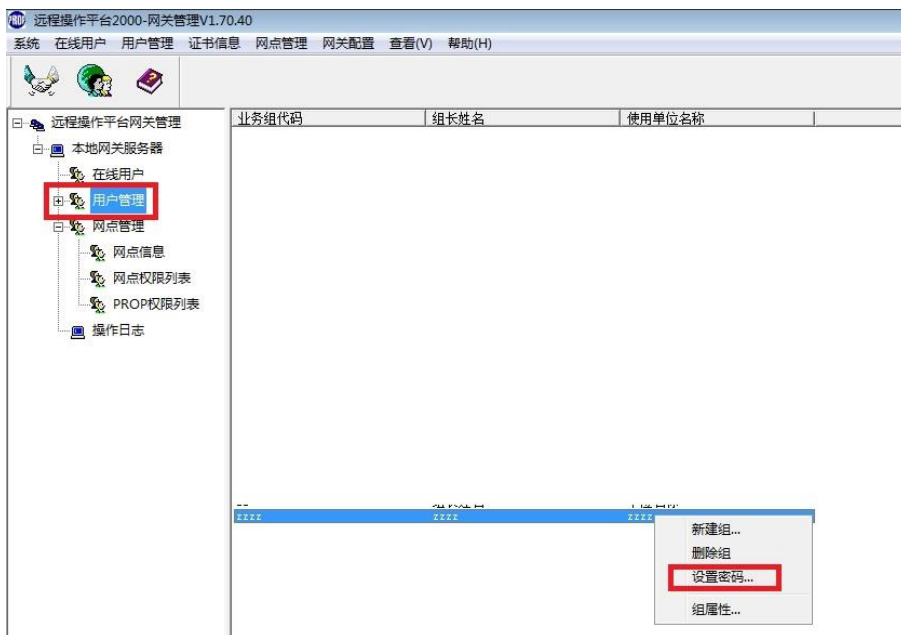 远程操作平台2000-网关管理V1.70.40
系统 在线用户 用户管理 证书信息 网点管理 网关配置 查看(V) 帮助(H)
业务组代码 组长姓名 使用单位名称
远程操作平台网关管理
本地网关服务器
在线用户
用户管理
网点管理
网点信息
网点权限列表
PROP权限列表
操作日志
zzzz zzzz zzzz
新建组...
删除组
设置密码...
组属性...